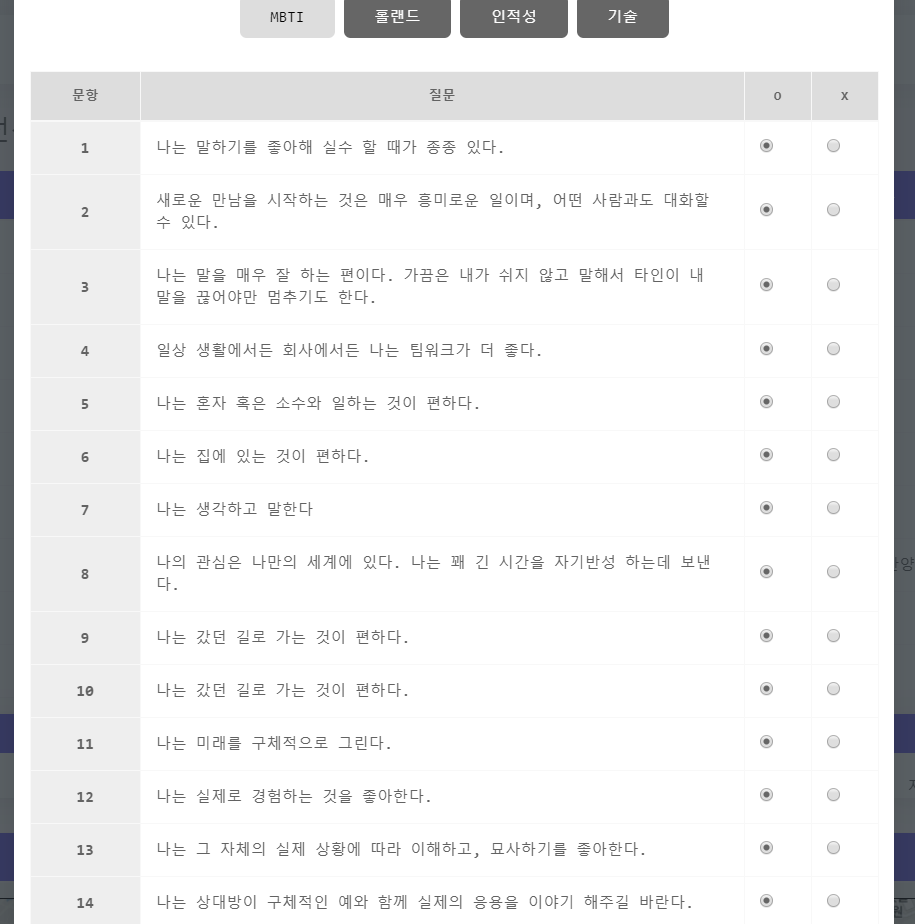 MBTI 홀랜드 인적성 기술
문항 질문 o x
1 나는 말하기를 좋아해 실수 할 때가 종종 있다.
2 새로운 만남을 시작하는 것은 매우 흥미로운 일이며, 어떤 사람과도 대화할
수 있다.
3 나는 말을 매우 잘 하는 편이다. 가끔은 내가 쉬지 않고 말해서 타인이 내
말을 끊어야만 멈추기도 한다.
4 일상 생활에서든 회사에서든 나는 팀워크가 더 좋다.
5 나는 혼자 혹은 소수와 일하는 것이 편하다.
6 나는 집에 있는 것이 편하다.
7 나는 생각하고 말한다
8 나의 관심은 나만의 세계에 있다. 나는 꽤 긴 시간을 자기반성 하는데 보낸
다.
9 나는 갔던 길로 가는 것이 편하다.
10 나는 갔던 길로 가는 것이 편하다.
11 나는 미래를 구체적으로 그린다.
12 나는 실제로 경험하는 것을 좋아한다.
13 나는 그 자체의 실제 상황에 따라 이해하고, 묘사하기를 좋아한다.
14 나는 상대방이 구체적인 예와 함께 실제의 응용을 이야기 해주길 바란다.